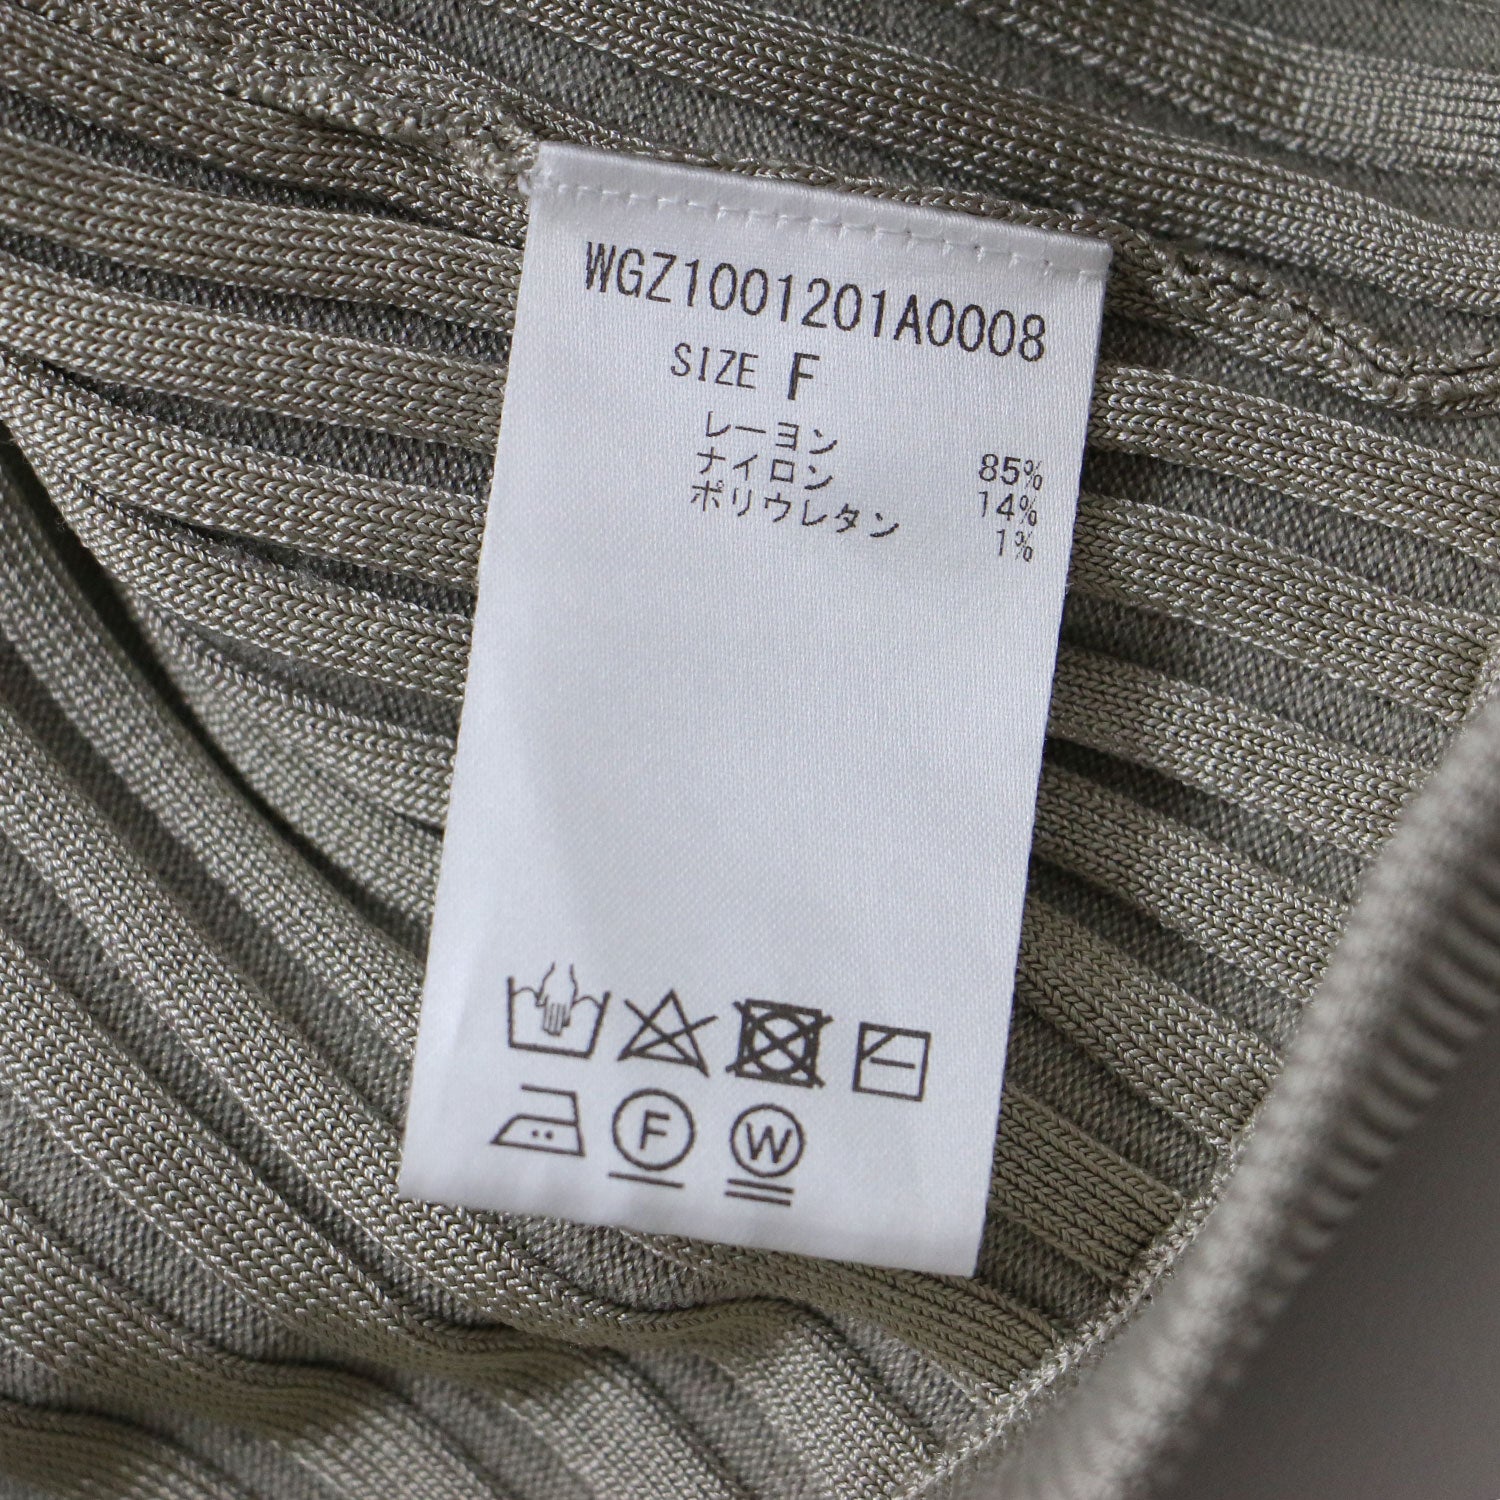 WGZ1001201A0008
SIZE F
レーヨン 85%
ナイロン 14%
ポリウレタン 1%
F W